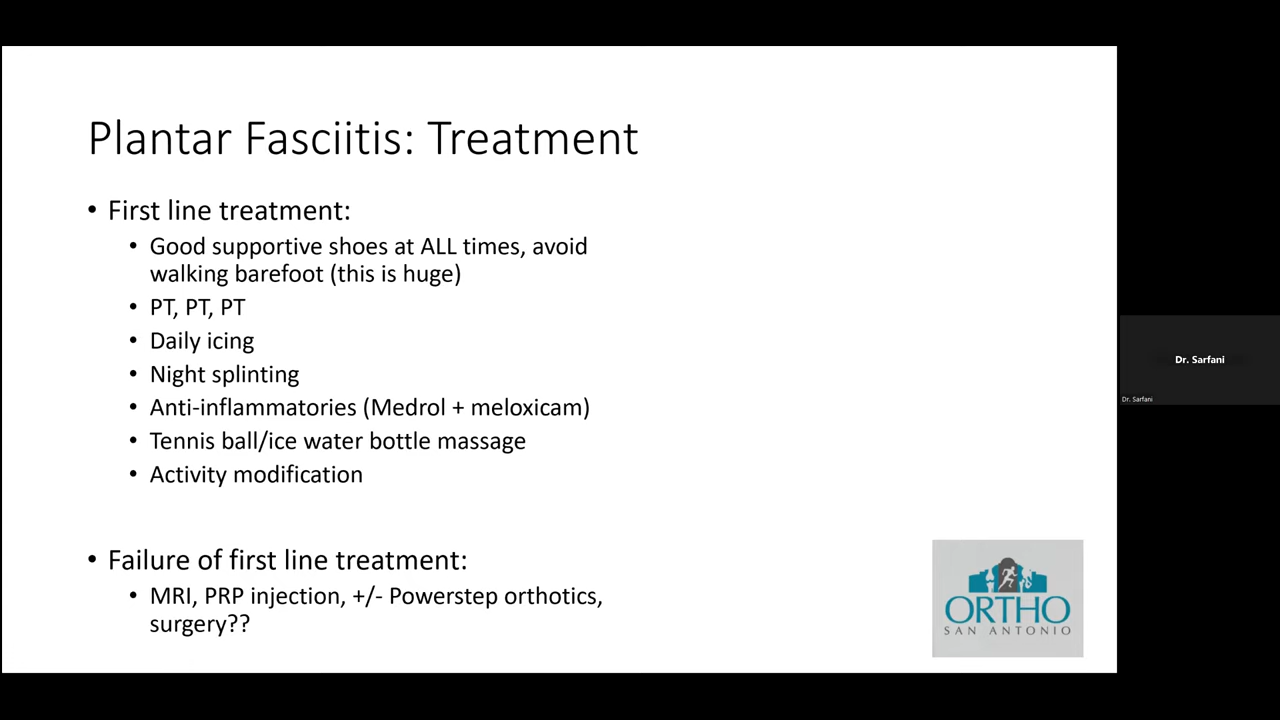 Plantar Fasciitis: Treatment
• First line treatment:
• Good supportive shoes at ALL times, avoid
walking barefoot (this is huge)
• PT, PT, PT
• Daily icing
• Night splinting
• Anti-inflammatories (Medrol + meloxicam)
• Tennis ball/ice water bottle massage
• Activity modification
• Failure of first line treatment:
• MRI, PRP injection, +/- Powerstep orthotics,
surgery??
ORTHO
SAN ANTONIO
Dr. Sarfani
Dr. Sarfani